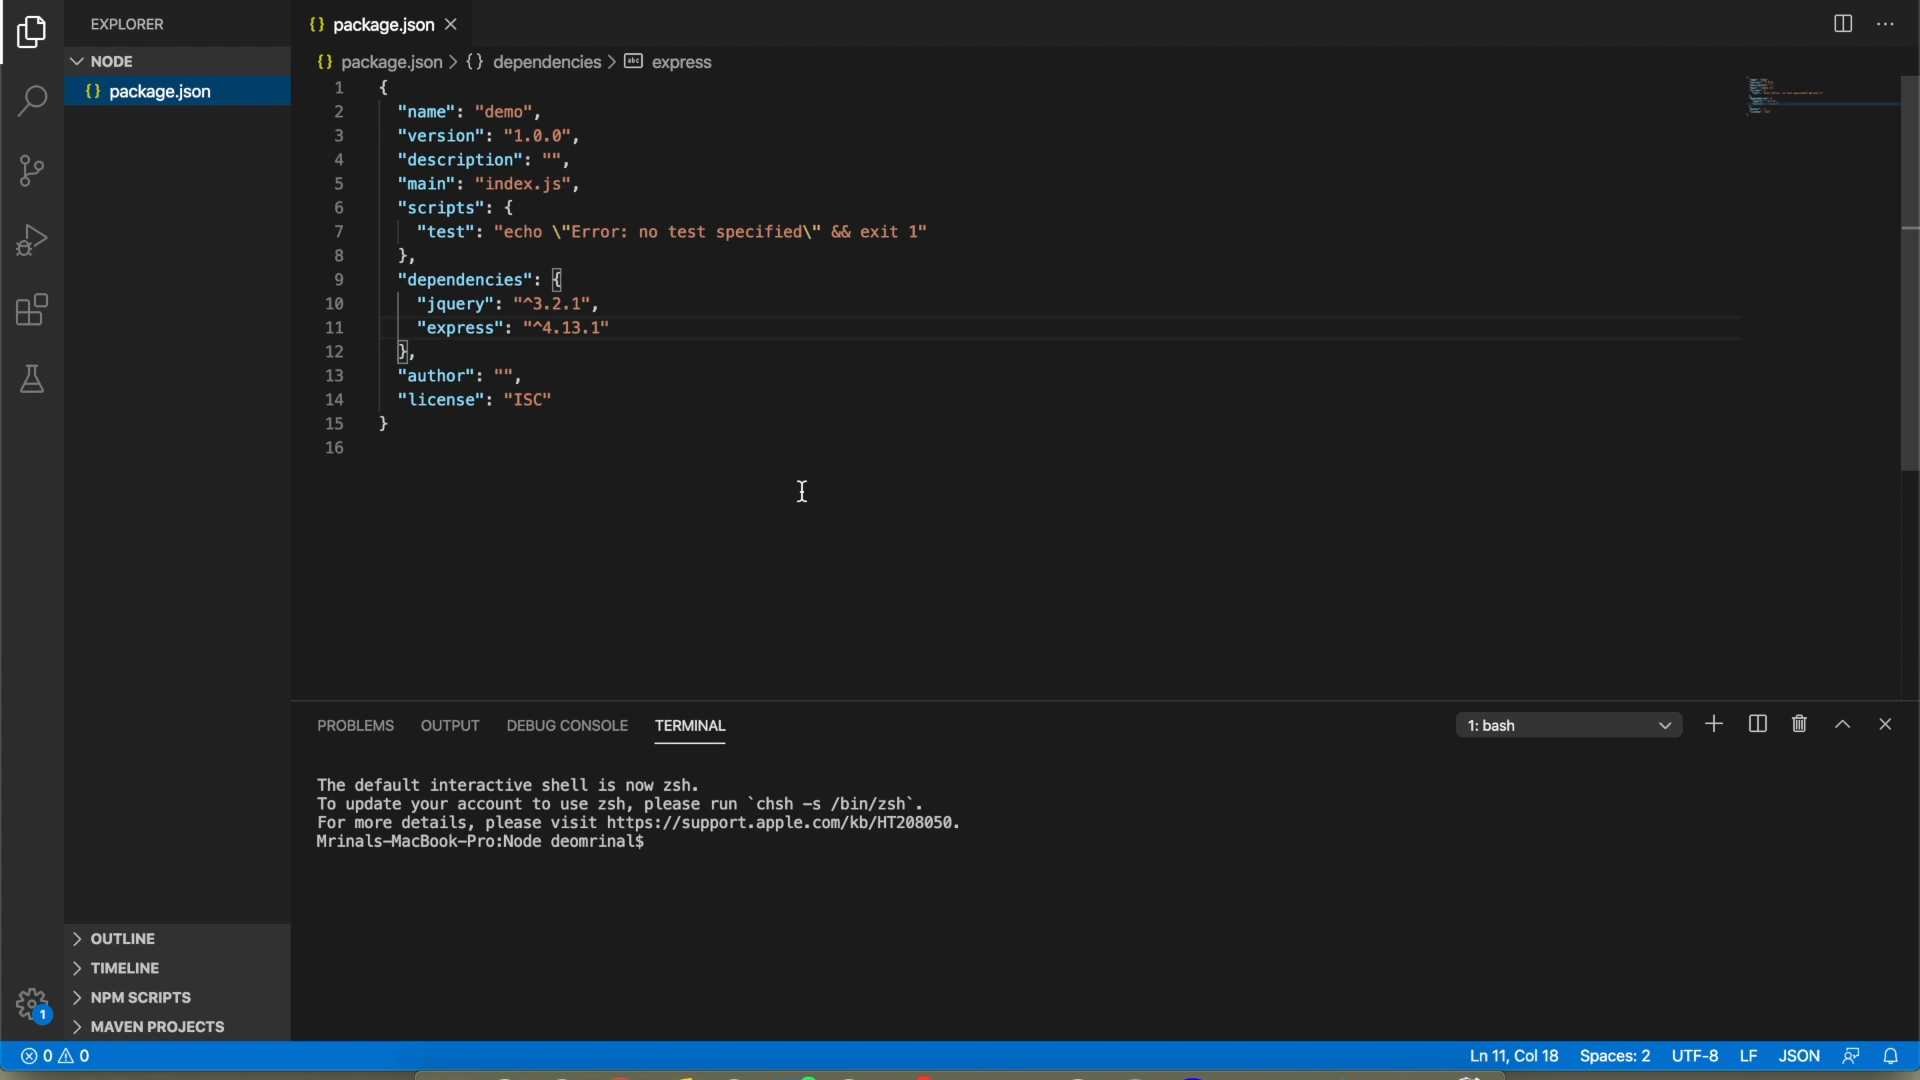 EXPLORER
NODE
{} package.json
OUTLINE
TIMELINE
NPM SCRIPTS
MAVEN PROJECTS
1
{} package.json
{} package.json > {} dependencies > abc express
1 {
2 "name": "demo",
3 "version": "1.0.0",
4 "description": "",
5 "main": "index.js",
6 "scripts": {
7 "test": "echo \"Error: no test specified\" && exit 1"
8 },
9 "dependencies": {
10 "jquery": "^3.2.1",
11 "express": "^4.13.1"
12 },
13 "author": "",
14 "license": "ISC"
15 }
16
PROBLEMS OUTPUT DEBUG CONSOLE TERMINAL 1: bash
The default interactive shell is now zsh.
To update your account to use zsh, please run `chsh -s /bin/zsh`.
For more details, please visit https://support.apple.com/kb/HT208050.
Mrinals-MacBook-Pro:Node deomrinal$
0 0 Ln 11, Col 18 Spaces: 2 UTF-8 LF JSON